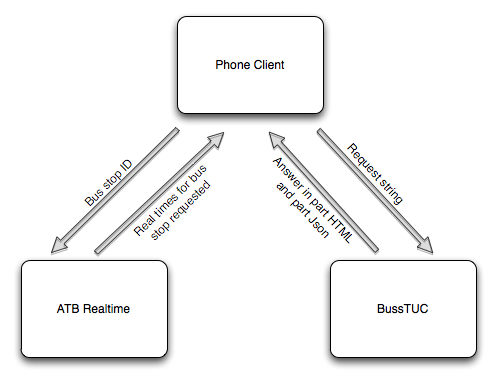 Phone Client
Bus stop ID
Real times for bus
stop requested
Answer in part HTML
and part Json
Request string
ATB Realtime
BussTUC